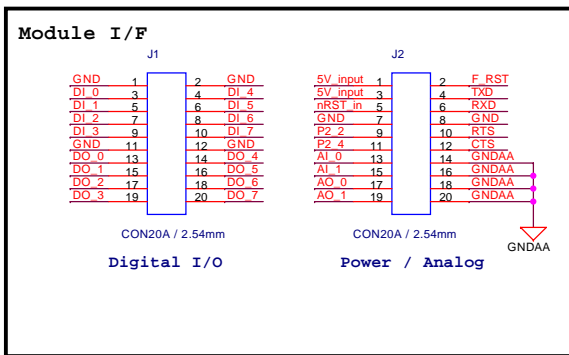 Module I/F
J1 J2
GND 1 2 GND 5V_input 1 2 F_RST
DI_0 3 4 DI_4 5V_input 3 4 TXD
DI_1 5 6 DI_5 nRST_in 5 6 RXD
DI_2 7 8 DI_6 GND 7 8 GND
DI_3 9 10 DI_7 P2_2 9 10 RTS
GND 11 12 GND P2_4 11 12 CTS
DO_0 13 14 DO_4 AI_0 13 14 GNDAA
DO_1 15 16 DO_5 AI_1 15 16 GNDAA
DO_2 17 18 DO_6 AO_0 17 18 GNDAA
DO_3 19 20 DO_7 AO_1 19 20 GNDAA
CON20A / 2.54mm CON20A / 2.54mm
GNDAA
Digital I/O Power / Analog